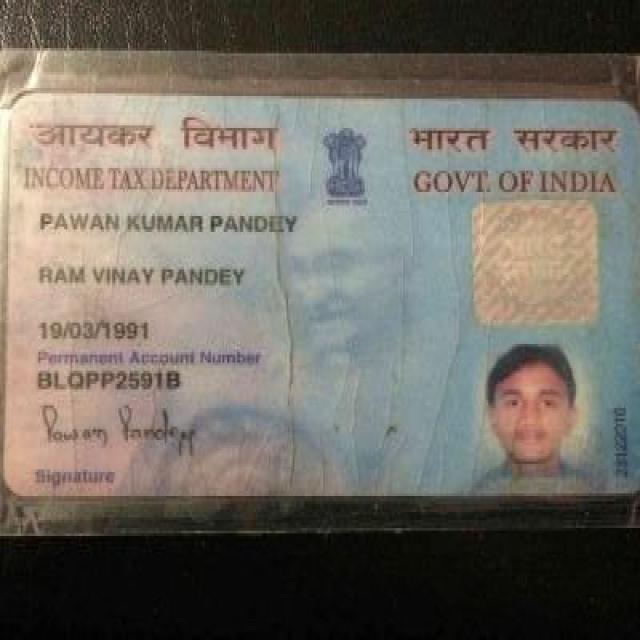 आयकर विभाग
भारत सरकार
INCOME TAX DEPARTMENT
GOVT. OF INDIA
PAWAN KUMAR PANDEY
RAM VINAY PANDEY
19/03/1991
Permanent Account Number
BLQPP2591B
Pawan Pandey
Signature